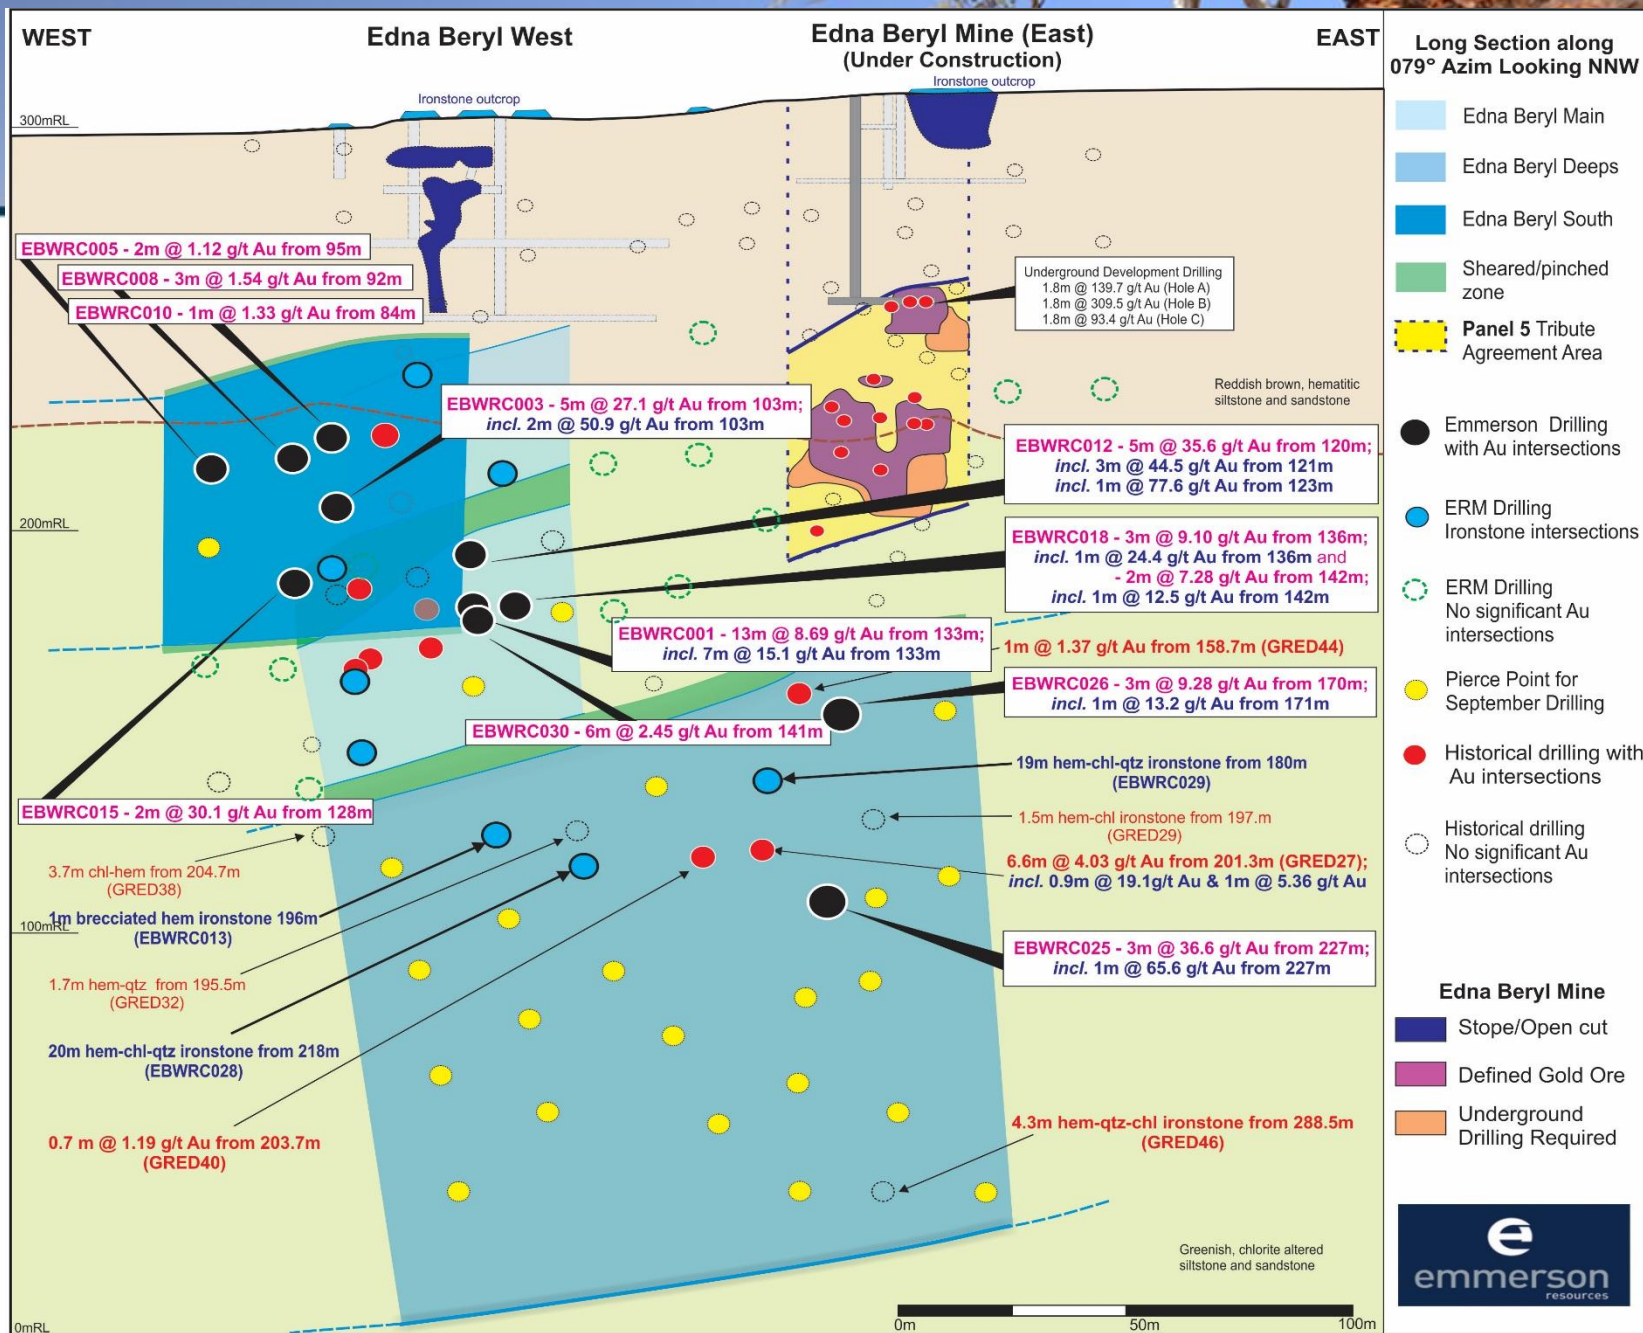 WEST
Edna Beryl West
Edna Beryl Mine (East)
(Under Construction)
EAST
Ironstone outcrop
Ironstone outcrop
300mRL
EBWRC005 - 2m @ 1.12 g/t Au from 95m
EBWRC008 - 3m @ 1.54 g/t Au from 92m
EBWRC010 - 1m @ 1.33 g/t Au from 84m
Underground Development Drilling
1.8m @ 139.7 g/t Au (Hole A)
1.8m @ 309.5 g/t Au (Hole B)
1.8m @ 93.4 g/t Au (Hole C)
Reddish brown, hematitic
siltstone and sandstone
EBWRC003 - 5m @ 27.1 g/t Au from 103m;
incl. 2m @ 50.9 g/t Au from 103m
EBWRC012 - 5m @ 35.6 g/t Au from 120m;
incl. 3m @ 44.5 g/t Au from 121m
incl. 1m @ 77.6 g/t Au from 123m
200mRL
EBWRC018 - 3m @ 9.10 g/t Au from 136m;
incl. 1m @ 24.4 g/t Au from 136m and
- 2m @ 7.28 g/t Au from 142m;
incl. 1m @ 12.5 g/t Au from 142m
EBWRC001 - 13m @ 8.69 g/t Au from 133m;
incl. 7m @ 15.1 g/t Au from 133m
1m @ 1.37 g/t Au from 158.7m (GRED44)
EBWRC026 - 3m @ 9.28 g/t Au from 170m;
incl. 1m @ 13.2 g/t Au from 171m
EBWRC030 - 6m @ 2.45 g/t Au from 141m
19m hem-chl-qtz ironstone from 180m
(EBWRC029)
EBWRC015 - 2m @ 30.1 g/t Au from 128m
1.5m hem-chl ironstone from 197.m
(GRED29)
3.7m chl-hem from 204.7m
(GRED38)
6.6m @ 4.03 g/t Au from 201.3m (GRED27);
incl. 0.9m @ 19.1g/t Au & 1m @ 5.36 g/t Au
1m brecciated hem ironstone 196m
(EBWRC013)
100mRL
EBWRC025 - 3m @ 36.6 g/t Au from 227m;
incl. 1m @ 65.6 g/t Au from 227m
1.7m hem-qtz from 195.5m
(GRED32)
20m hem-chl-qtz ironstone from 218m
(EBWRC028)
0.7 m @ 1.19 g/t Au from 203.7m
(GRED40)
4.3m hem-qtz-chl ironstone from 288.5m
(GRED46)
Greenish, chlorite altered
siltstone and sandstone
0mRL
0m
50m
100m
Long Section along
079° Azim Looking NNW
Edna Beryl Main
Edna Beryl Deeps
Edna Beryl South
Sheared/pinched
zone
Panel 5 Tribute
Agreement Area
Emmerson Drilling
with Au intersections
ERM Drilling
Ironstone intersections
ERM Drilling
No significant Au
intersections
Pierce Point for
September Drilling
Historical drilling with
Au intersections
Historical drilling
No significant Au
intersections
Edna Beryl Mine
Stope/Open cut
Defined Gold Ore
Underground
Drilling Required
emmerson
resources